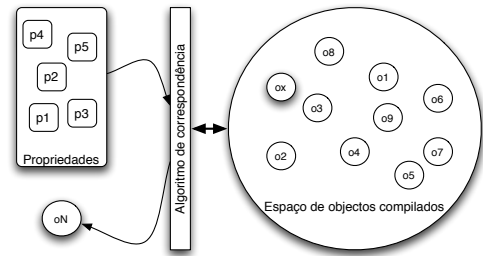 p4
p5
p2
p1
p3
Propriedades
oN
Algoritmo de correspondência
o8
ox
o1
o6
o3
o9
o2
o4
o7
o5
Espaço de objectos compilados